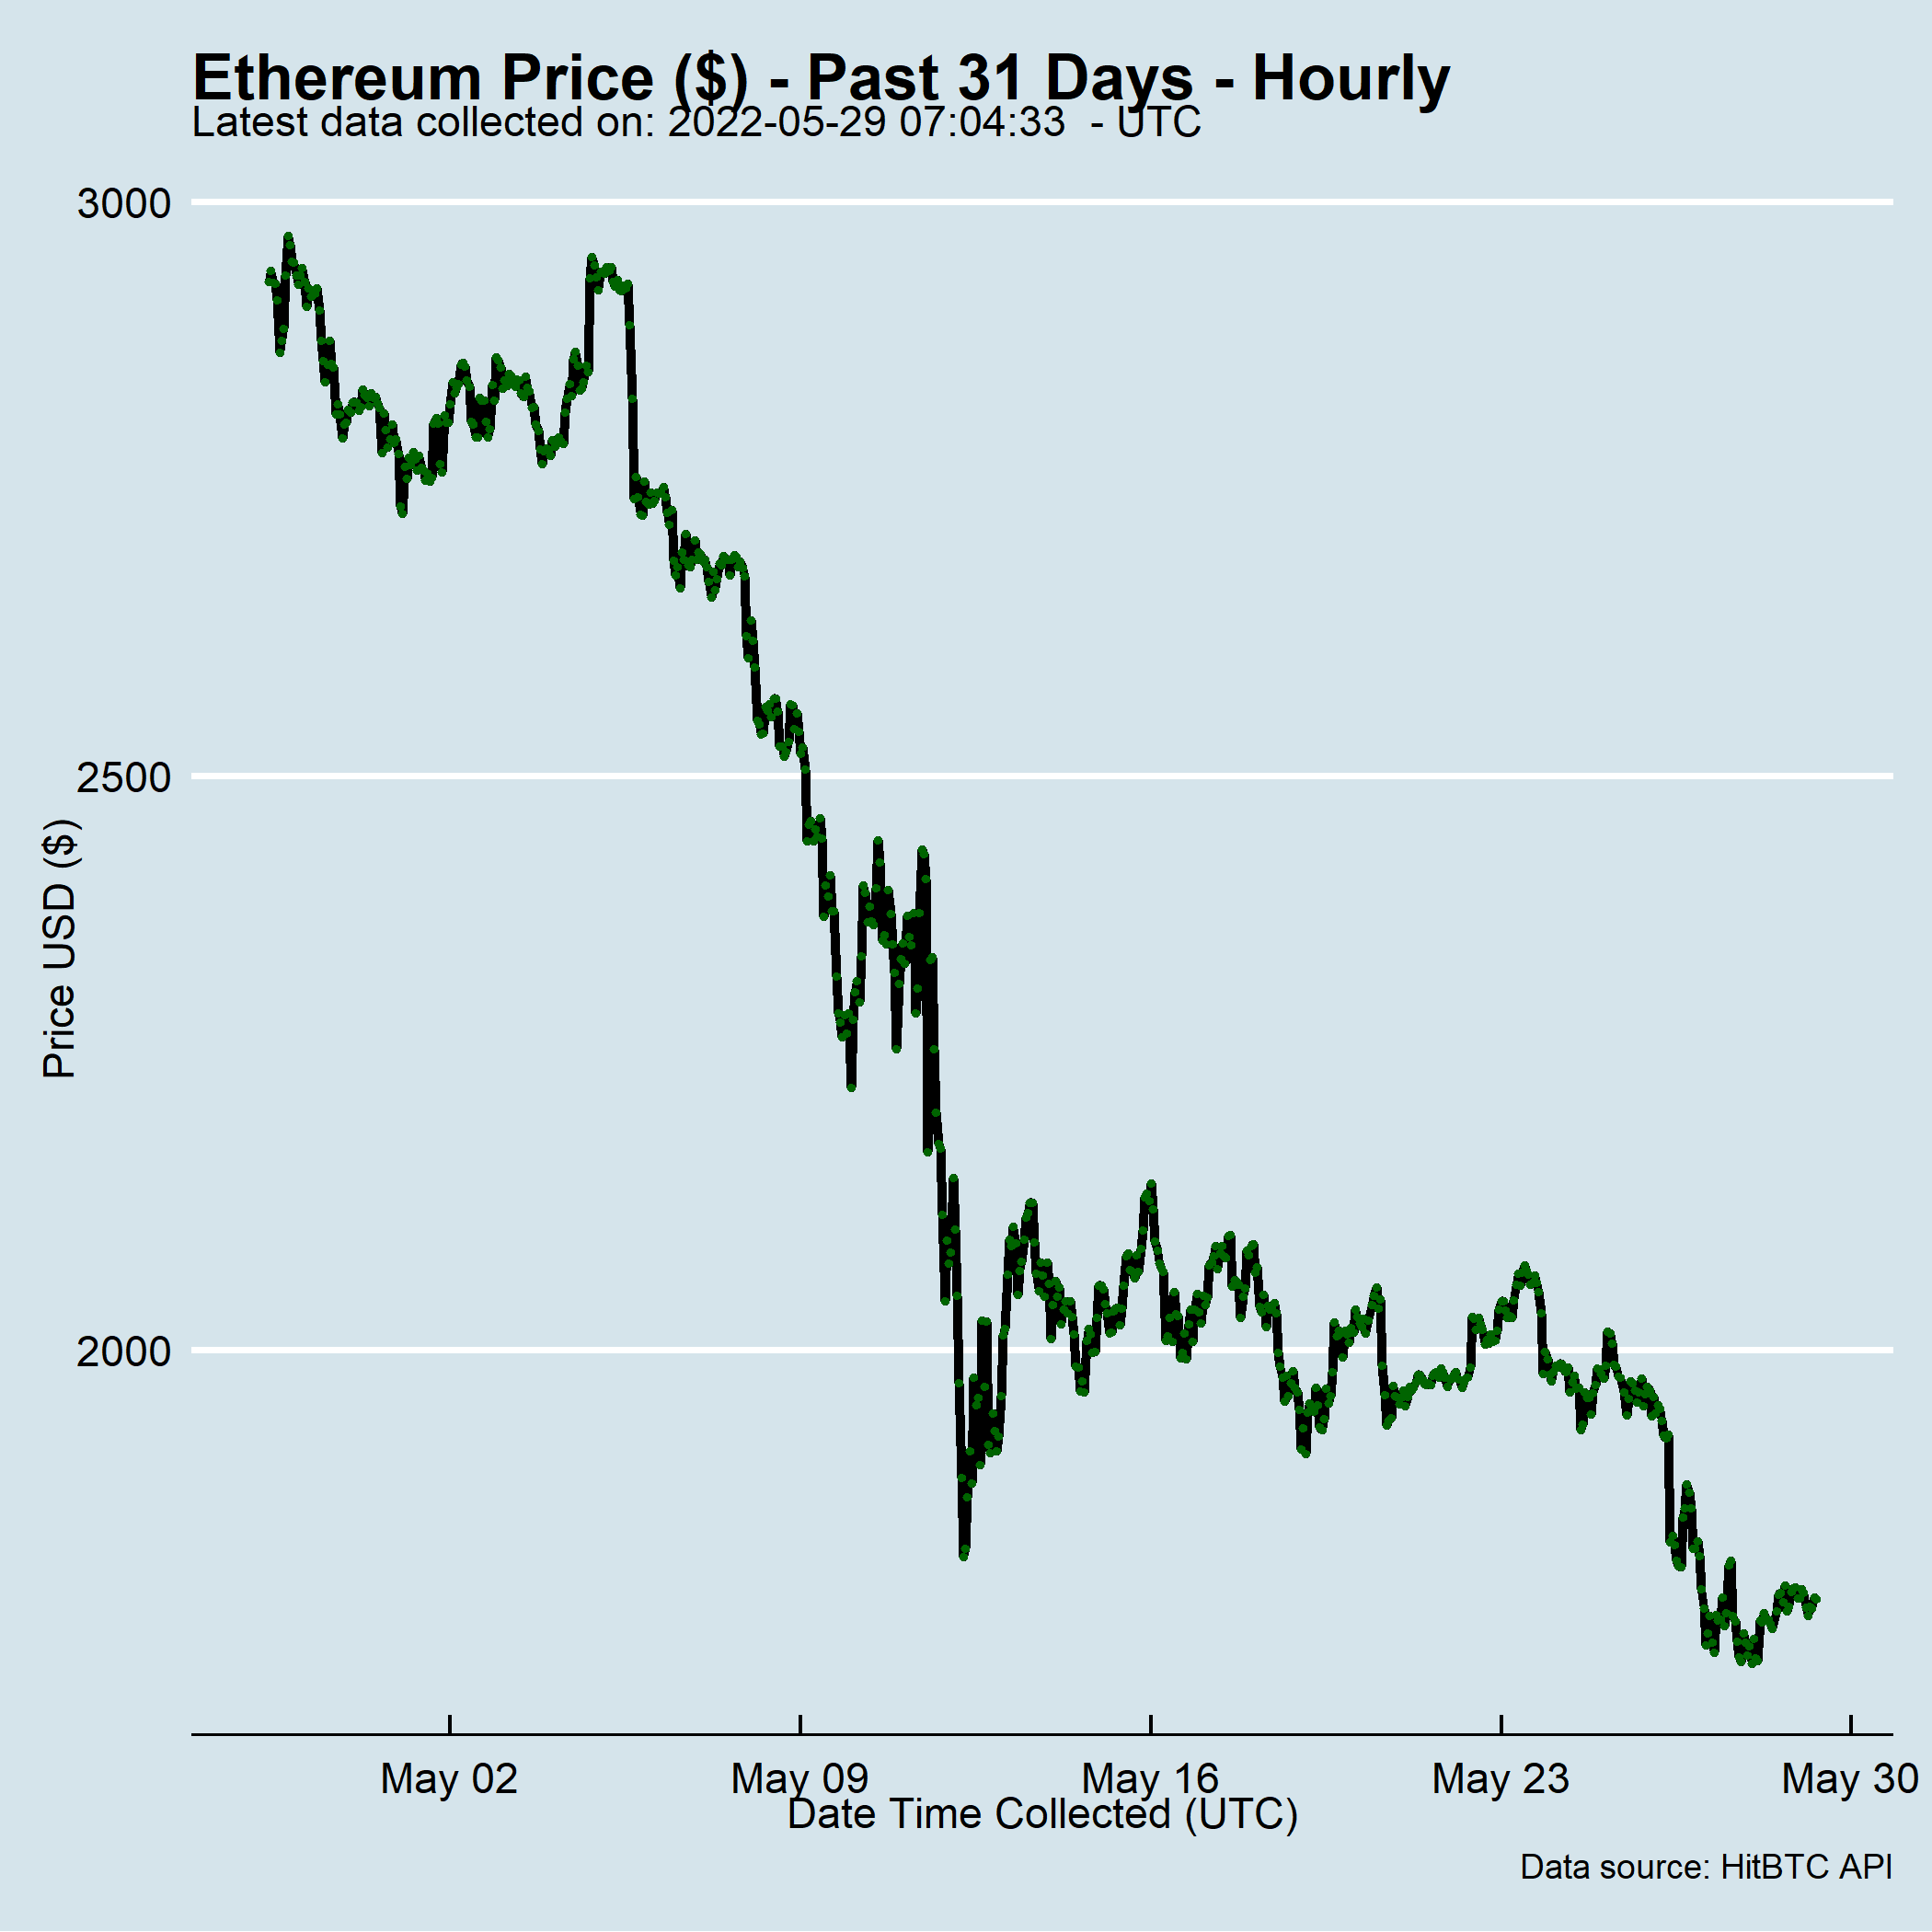 Ethereum Price ($) - Past 31 Days - Hourly
Latest data collected on: 2022-05-29 07:04:33  - UTC
3000
2500
2000
Price USD ($)
May 02
May 09
May 16
May 23
May 30
Date Time Collected (UTC)
Data source: HitBTC API